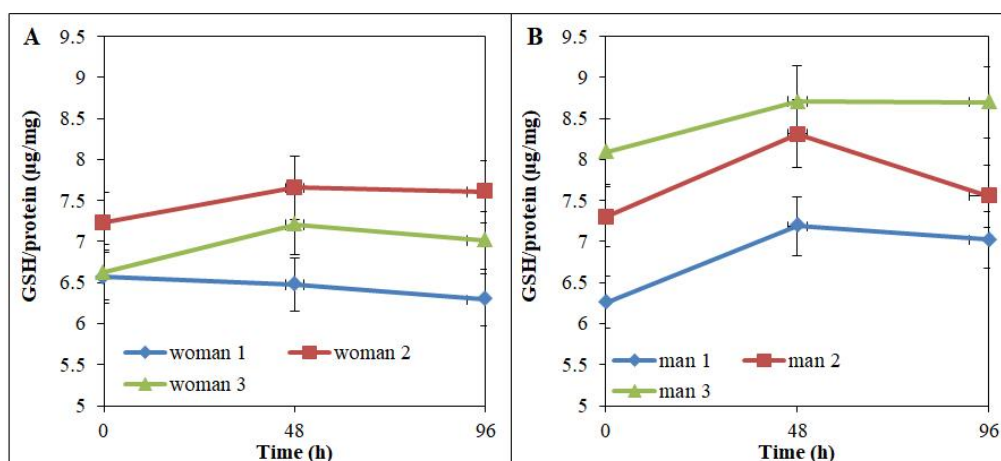 A
GSH/protein (µg/mg)
9.5
9
8.5
8
7.5
7
6.5
6
5.5
5
woman 1
woman 2
woman 3
0
48
96
Time (h)
B
GSH/protein (µg/mg)
9.5
9
8.5
8
7.5
7
6.5
6
5.5
5
man 1
man 2
man 3
0
48
96
Time (h)